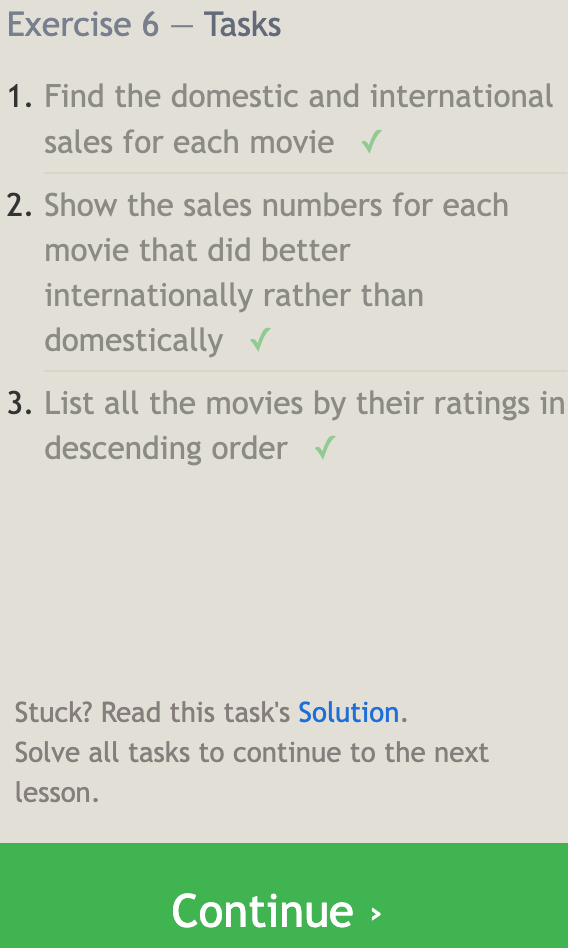 Exercise 6 — Tasks
1. Find the domestic and international
sales for each movie ✓
2. Show the sales numbers for each
movie that did better
internationally rather than
domestically ✓
3. List all the movies by their ratings in
descending order ✓
Stuck? Read this task's Solution.
Solve all tasks to continue to the next
lesson.
Continue ›